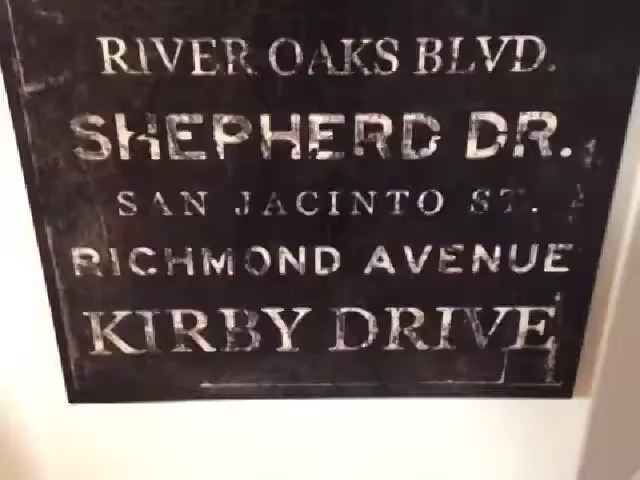 RIVER OAKS BLVD.
SHEPHERD DR.
SAN JACINTO ST.
RICHMOND AVENUE
KIRBY DRIVE